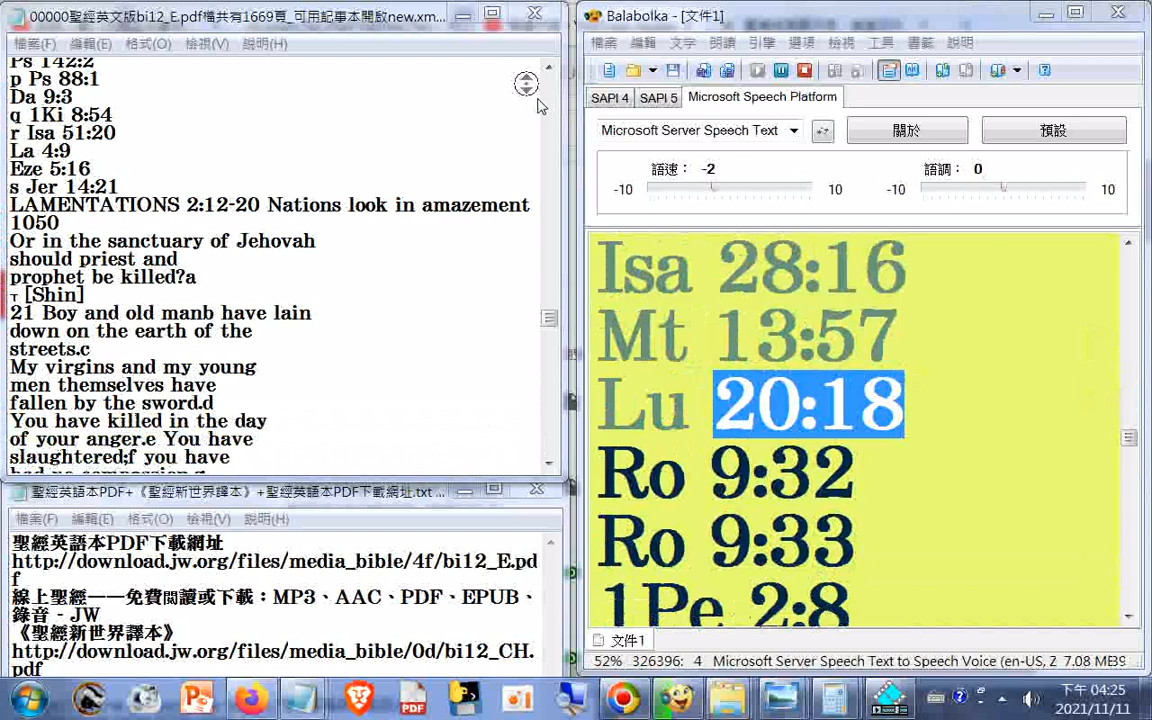 00000聖經英文版bi12_E.pdf檔共有1669頁_可用記事本開啟new.xm...
檔案(F) 編輯(E) 格式(O) 檢視(V) 說明(H)
Ps 142:2
p Ps 88:1
Da 9:3
q 1Ki 8:54
r Isa 51:20
La 4:9
Eze 5:16
s Jer 14:21
LAMENTATIONS 2:12-20 Nations look in amazement
1050
Or in the sanctuary of Jehovah
should priest and
prophet be killed?a
[Shin]
21 Boy and old manb have lain
down on the earth of the
streets.c
My virgins and my young
men themselves have
fallen by the sword.d
You have killed in the day
of your anger.e You have
slaughtered;f you have
had no compassion.g
聖經英語本PDF+《聖經新世界譯本》+聖經英語本PDF下載網址.txt ...
檔案(F) 編輯(E) 格式(O) 檢視(V) 說明(H)
聖經英語本PDF下載網址
http://download.jw.org/files/media_bible/4f/bi12_E.pd
f
線上聖經——免費閱讀或下載：MP3、AAC、PDF、EPUB、
錄音 - JW
《聖經新世界譯本》
http://download.jw.org/files/media_bible/0d/bi12_CH.
pdf
Balabolka - [文件1]
檔案 編輯 文字 朗讀 引擎 選項 檢視 工具 書籤 說明
SAPI 4 SAPI 5 Microsoft Speech Platform
Microsoft Server Speech Text 關於 預設
語速： -2 語調： 0
-10 10 -10 10
Isa 28:16
Mt 13:57
Lu 20:18
Ro 9:32
Ro 9:33
1Pe 2:8
文件1
52% 326396: 4 Microsoft Server Speech Text to Speech Voice (en-US, Z 7.08 MB
下午 04:25
2021/11/11